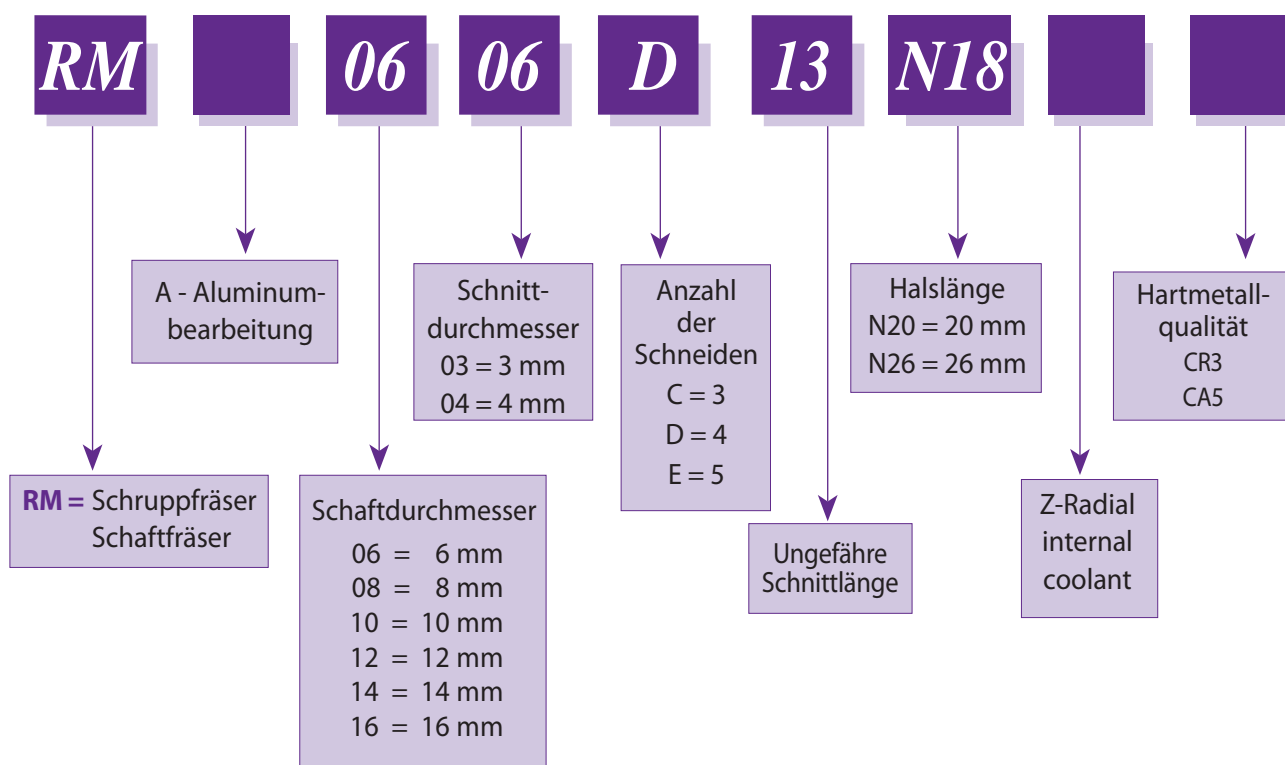 RM 06 06 D 13 N18
A - Aluminum-
bearbeitung
Schnitt-
durchmesser
03 = 3 mm
04 = 4 mm
Anzahl
der
Schneiden
C = 3
D = 4
E = 5
Halslänge
N20 = 20 mm
N26 = 26 mm
Hartmetall-
qualität
CR3
CA5
RM = Schruppfräser
Schaftfräser
Schaftdurchmesser
06 = 6 mm
08 = 8 mm
10 = 10 mm
12 = 12 mm
14 = 14 mm
16 = 16 mm
Ungefähre
Schnittlänge
Z-Radial
internal
coolant